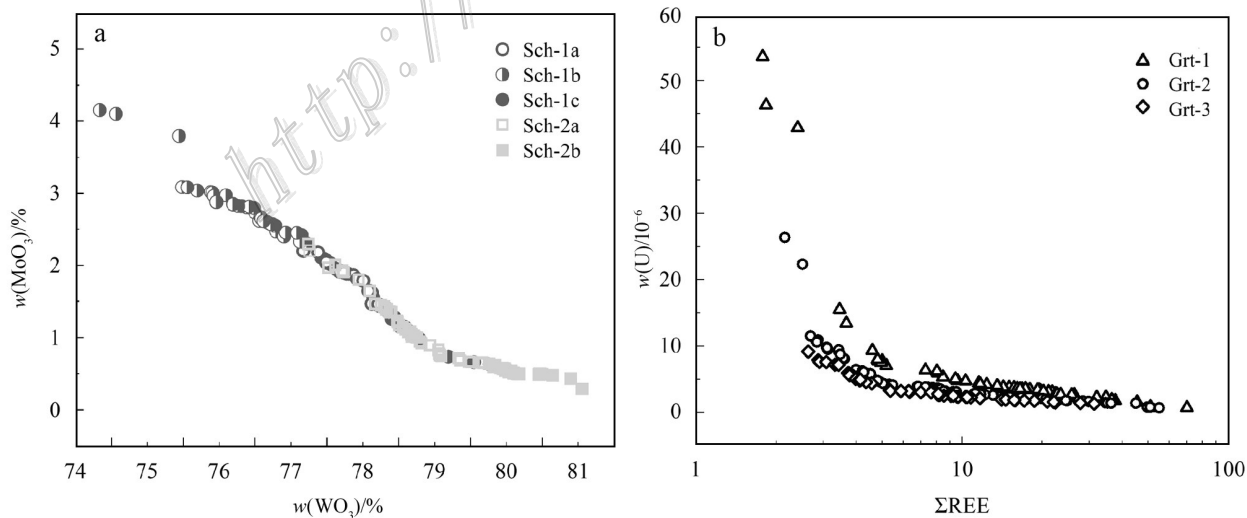 a
5
4
3
2
1
0
w(MoO₃)/%
74 75 76 77 78 79 80 81
w(WO₃)/%
Sch-1a
Sch-1b
Sch-1c
Sch-2a
Sch-2b
http:/
b
60
50
40
30
20
10
0
w(U)/10⁻⁶
1 10 100
ΣREE
Grt-1
Grt-2
Grt-3